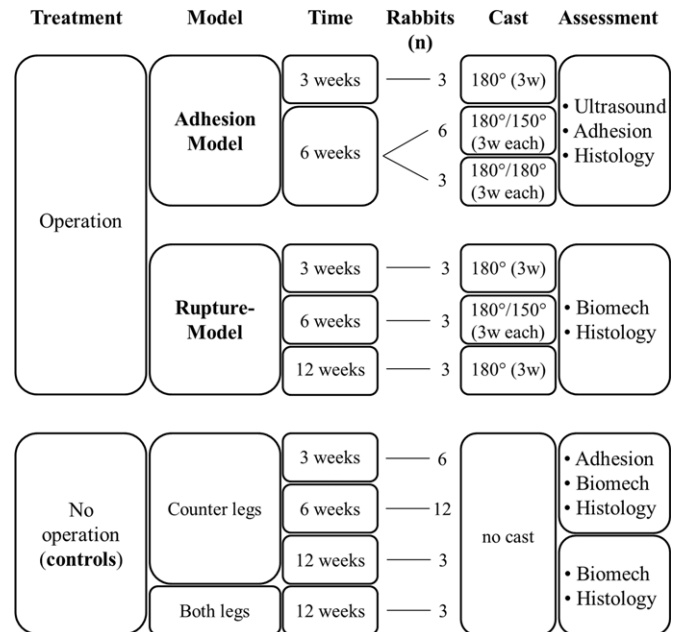 Treatment Model Time Rabbits (n) Cast Assessment
Operation
Adhesion
Model
3 weeks
3
180° (3w)
6 weeks
6
180°/150°
(3w each)
3
180°/180°
(3w each)
• Ultrasound
• Adhesion
• Histology
Rupture-
Model
3 weeks
3
180° (3w)
6 weeks
3
180°/150°
(3w each)
12 weeks
3
180° (3w)
• Biomech
• Histology
No
operation
(controls)
Counter legs
3 weeks
6
6 weeks
12
12 weeks
3
Both legs
12 weeks
3
no cast
• Adhesion
• Biomech
• Histology
• Biomech
• Histology